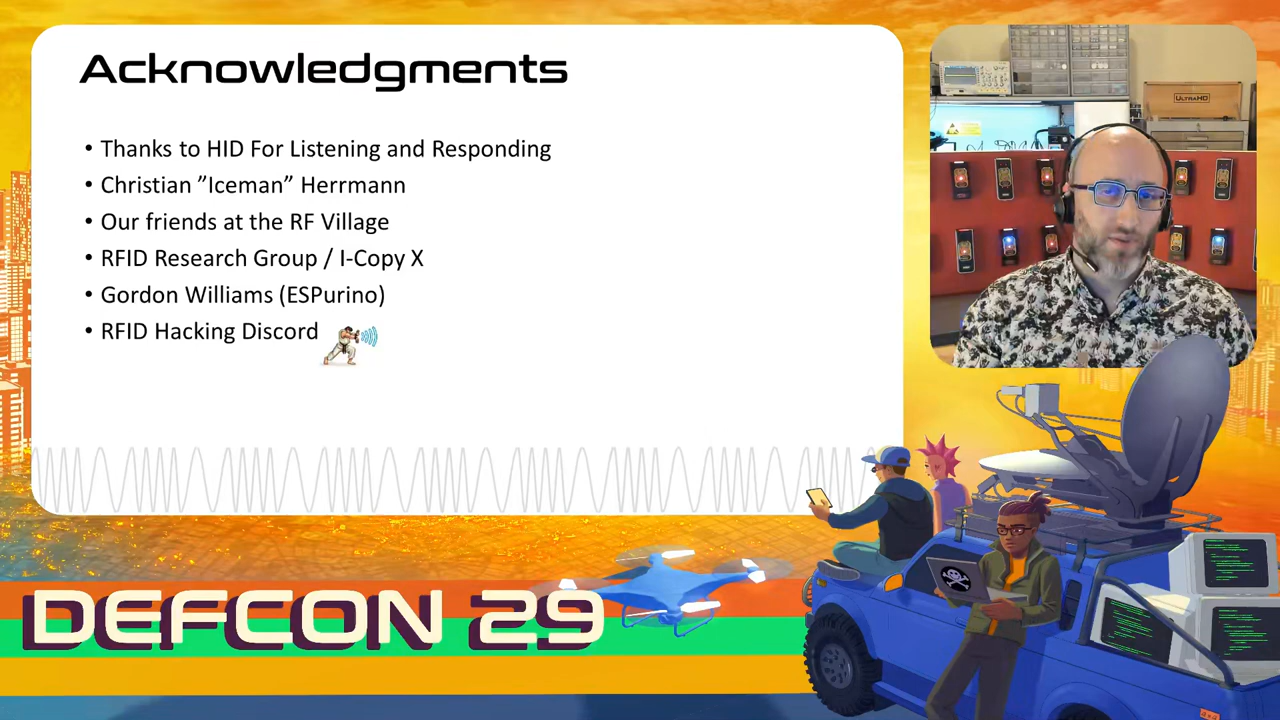 Acknowledgments
• Thanks to HID For Listening and Responding
• Christian ”Iceman” Herrmann
• Our friends at the RF Village
• RFID Research Group / I-Copy X
• Gordon Williams (ESPurino)
• RFID Hacking Discord
ULTRAHD
DEFCON 29